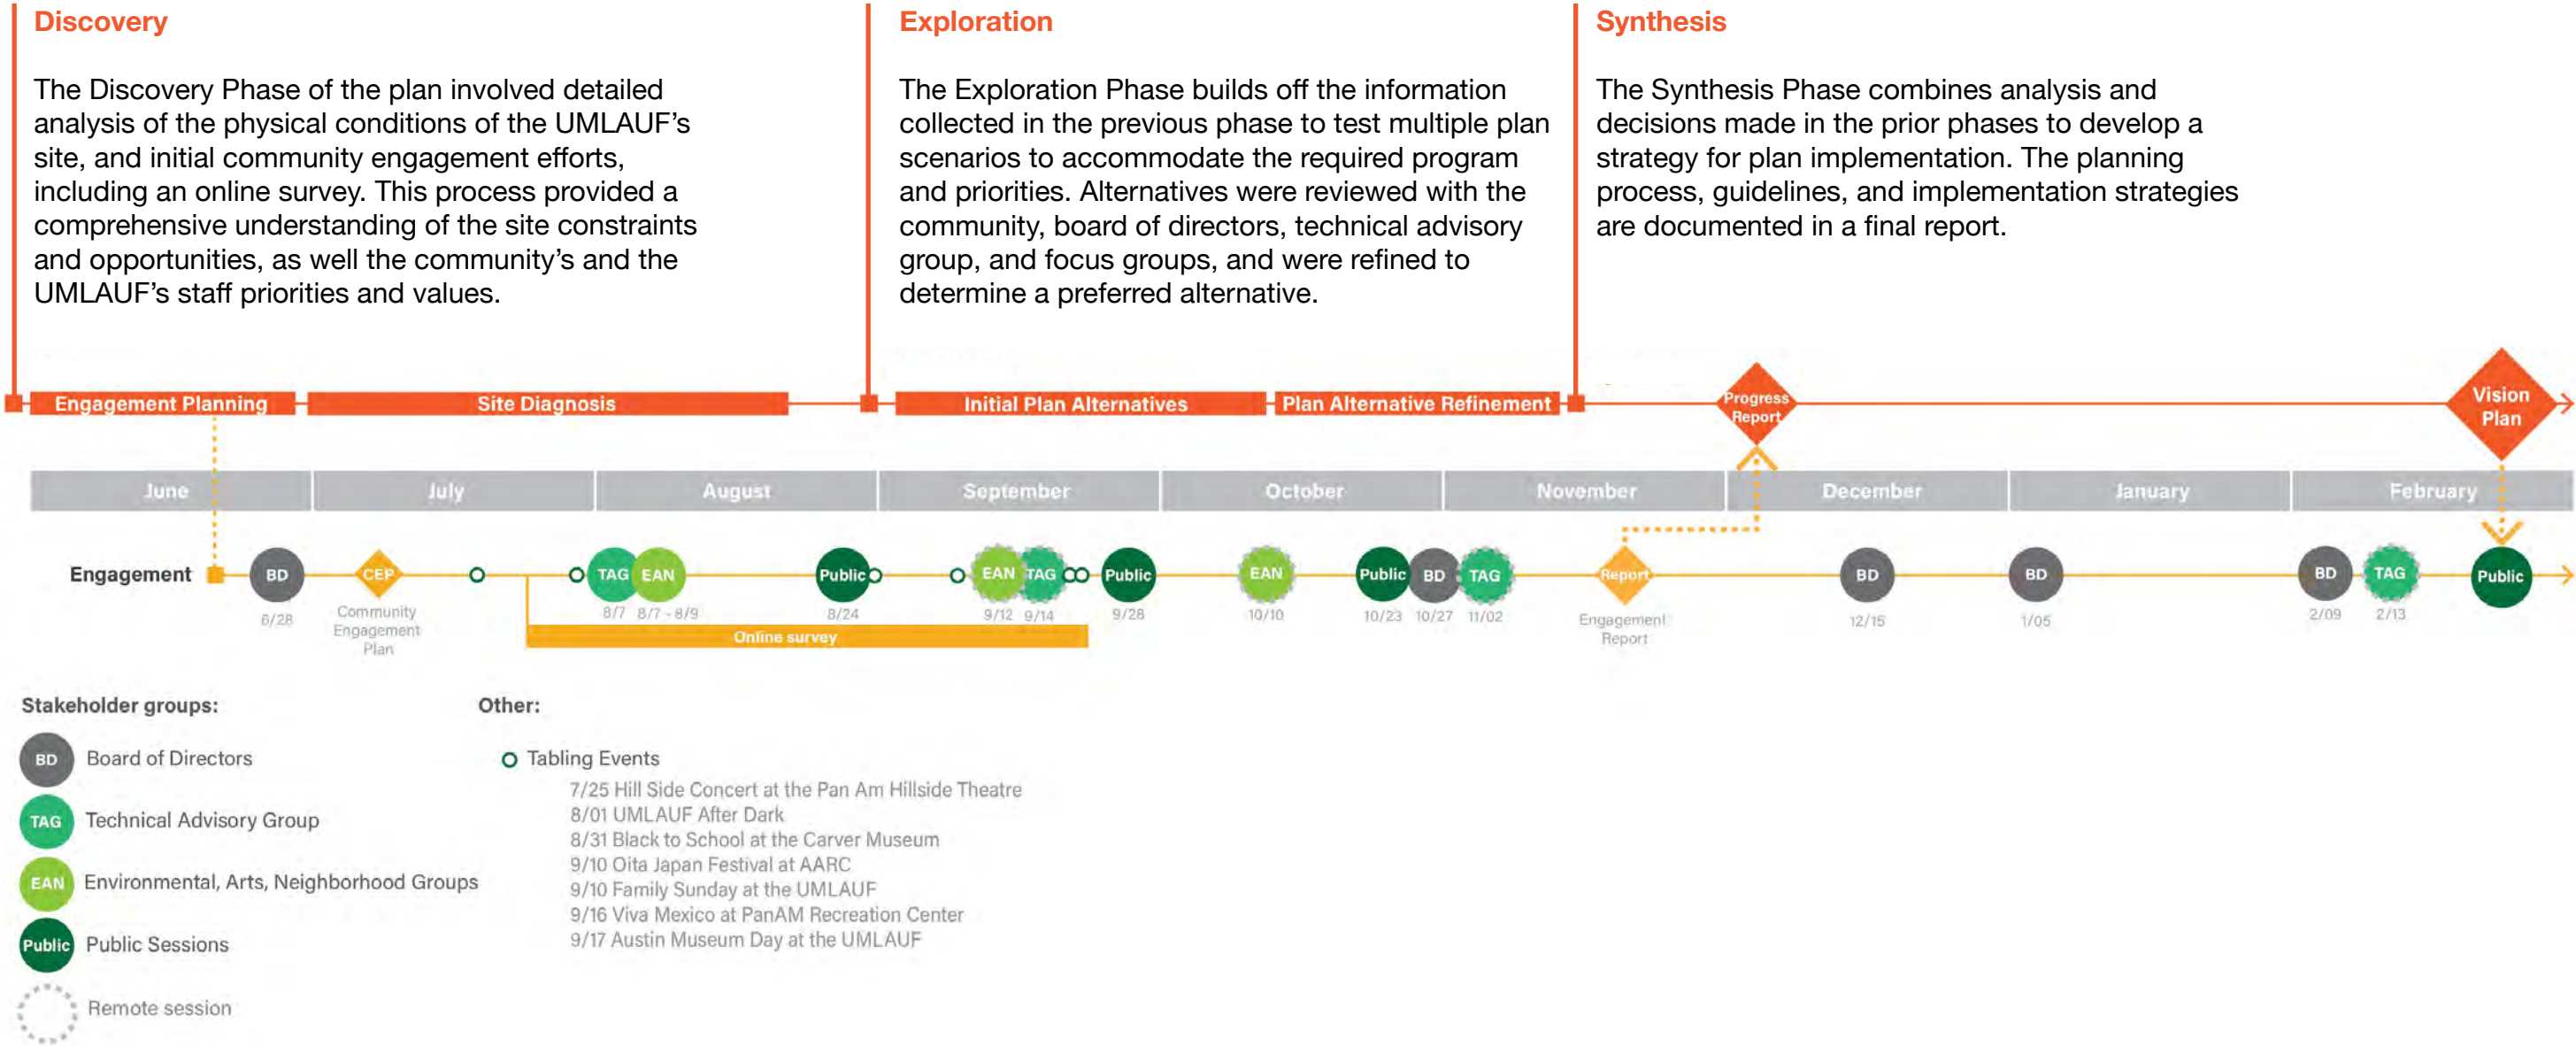 Discovery
The Discovery Phase of the plan involved detailed
analysis of the physical conditions of the UMLAUF’s
site, and initial community engagement efforts,
including an online survey. This process provided a
comprehensive understanding of the site constraints
and opportunities, as well the community’s and the
UMLAUF’s staff priorities and values.
Exploration
The Exploration Phase builds off the information
collected in the previous phase to test multiple plan
scenarios to accommodate the required program
and priorities. Alternatives were reviewed with the
community, board of directors, technical advisory
group, and focus groups, and were refined to
determine a preferred alternative.
Synthesis
The Synthesis Phase combines analysis and
decisions made in the prior phases to develop a
strategy for plan implementation. The planning
process, guidelines, and implementation strategies
are documented in a final report.
Engagement Planning
Site Diagnosis
Initial Plan Alternatives
Plan Alternative Refinement
Progress
Report
Vision
Plan
June
July
August
September
October
November
December
January
February
Engagement
BD
6/28
CEP
Community
Engagement
Plan
TAG
8/7
EAN
8/7 - 8/9
Public
8/24
EAN
9/12
TAG
9/14
Public
9/28
EAN
10/10
Public
10/23
BD
10/27
TAG
11/02
Report
Engagement
Report
BD
12/15
BD
1/05
BD
2/09
TAG
2/13
Public
Online survey
Stakeholder groups:
BD Board of Directors
TAG Technical Advisory Group
EAN Environmental, Arts, Neighborhood Groups
Public Public Sessions
Remote session
Other:
Tabling Events
7/25 Hill Side Concert at the Pan Am Hillside Theatre
8/01 UMLAUF After Dark
8/31 Black to School at the Carver Museum
9/10 Oita Japan Festival at AARC
9/10 Family Sunday at the UMLAUF
9/16 Viva Mexico at PanAM Recreation Center
9/17 Austin Museum Day at the UMLAUF